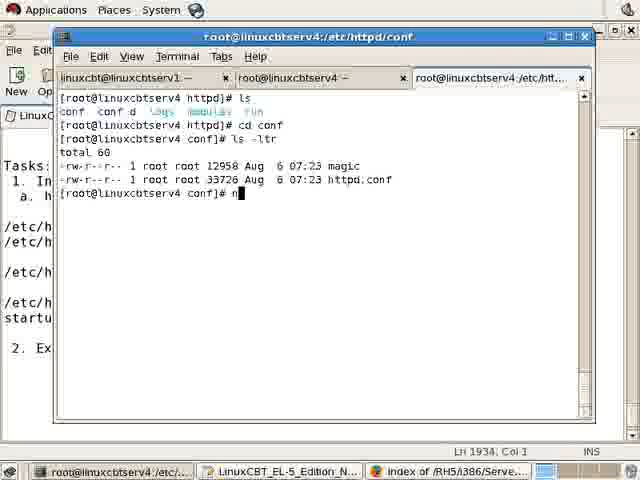 Applications Places System
root@linuxcbtserv4:/etc/httpd/conf
File
File Edit View Terminal Tabs Help
New
linuxcbt@linuxcbtserv1:~
root@linuxcbtserv4:~
root@linuxcbtserv4:/etc/htt...
[root@linuxcbtserv4 httpd]# ls
conf conf.d logs modules run
[root@linuxcbtserv4 httpd]# cd conf
[root@linuxcbtserv4 conf]# ls -ltr
total 60
-rw-r--r-- 1 root root 12958 Aug 6 07:23 magic
-rw-r--r-- 1 root root 33726 Aug 6 07:23 httpd.conf
[root@linuxcbtserv4 conf]# n
Tasks:
1. In
a. h
/etc/h
/etc/h
/etc/h
/etc/h
startu
2. Ex
LN 1934, Col 1 INS
root@linuxcbtserv4:/etc/...
LinuxCBT_EL-5_Edition_N...
Index of /RH5/i386/Serve...